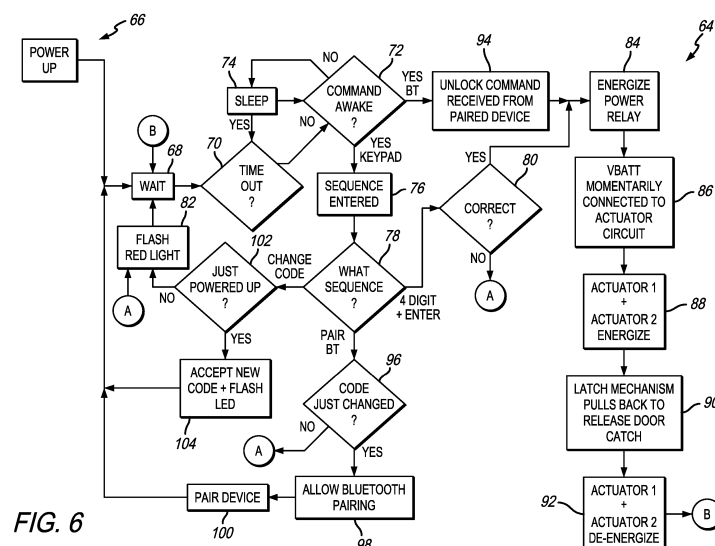 66
POWER
UP
74
NO
72
SLEEP
COMMAND
AWAKE
?
YES
BT
94
UNLOCK COMMAND
RECEIVED FROM
PAIRED DEVICE
84
64
ENERGIZE
POWER
RELAY
B
68
WAIT
70
YES
TIME
OUT
?
NO
YES
KEYPAD
SEQUENCE
ENTERED
76
YES
80
CORRECT
?
NO
A
VBATT
MOMENTARILY
CONNECTED TO
ACTUATOR
CIRCUIT
86
82
FLASH
RED LIGHT
A
102
JUST
POWERED UP
?
NO
YES
CHANGE
CODE
78
WHAT
SEQUENCE
?
4 DIGIT
+ ENTER
PAIR
BT
ACTUATOR 1
+
ACTUATOR 2
ENERGIZE
88
ACCEPT NEW
CODE + FLASH
LED
104
96
CODE
JUST CHANGED
?
NO
A
YES
LATCH MECHANISM
PULLS BACK TO
RELEASE DOOR
CATCH
90
FIG. 6
PAIR DEVICE
100
ALLOW BLUETOOTH
PAIRING
98
92
ACTUATOR 1
+
ACTUATOR 2
DE-ENERGIZE
B